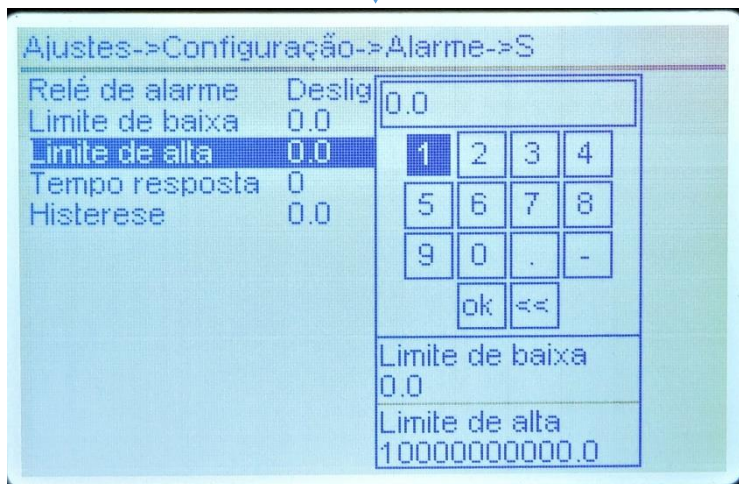 Ajustes->Configuração->Alarme->S
Relé de alarme Deslig
Limite de baixa 0.0
Limite de alta 0.0
Tempo resposta 0
Histerese 0.0
0.0
1 2 3 4
5 6 7 8
9 0 . -
ok <<
Limite de baixa
0.0
Limite de alta
10000000000.0